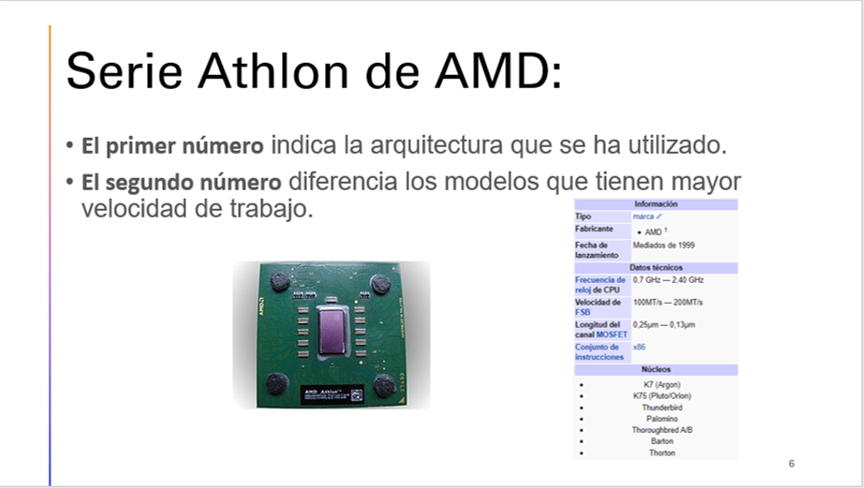 Serie Athlon de AMD:
• El primer número indica la arquitectura que se ha utilizado.
• El segundo número diferencia los modelos que tienen mayor
velocidad de trabajo.
Información
Tipo marca
Fabricante • AMD 1
Fecha de lanzamiento Mediados de 1999
Datos técnicos
Frecuencia de reloj de CPU 0,7 GHz — 2,40 GHz
Velocidad de FSB 100MT/s — 200MT/s
Longitud del canal MOSFET 0,25µm — 0,13µm
Conjunto de instrucciones x86
Núcleos
• K7 (Argon)
• K75 (Pluto/Orion)
• Thunderbird
• Palomino
• Thoroughbred A/B
• Barton
• Thorton
AMD Athlon™
6